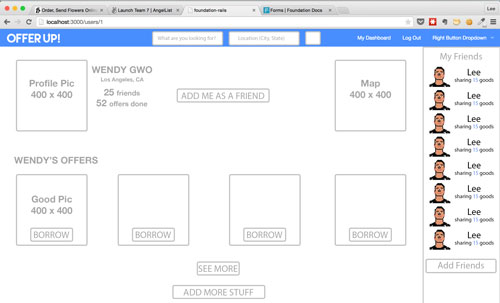 Order, Send Flowers Onlin
Launch Team 7 | AngelList
foundation-rails
Forms | Foundation Docs
Lee
localhost:3000/users/1
OFFER UP!
What are you looking for?
Location (City, State)
My Dashboard
Log Out
Right Button Dropdown
Profile Pic
400 x 400
WENDY GWO
Los Angeles, CA
25 friends
52 offers done
ADD ME AS A FRIEND
Map
400 x 400
WENDY'S OFFERS
Good Pic
400 x 400
BORROW
BORROW
BORROW
BORROW
SEE MORE
ADD MORE STUFF
My Friends
Lee
sharing 15 goods
Lee
sharing 15 goods
Lee
sharing 15 goods
Lee
sharing 15 goods
Lee
sharing 15 goods
Lee
sharing 15 goods
Lee
sharing 15 goods
Lee
sharing 15 goods
Add Friends